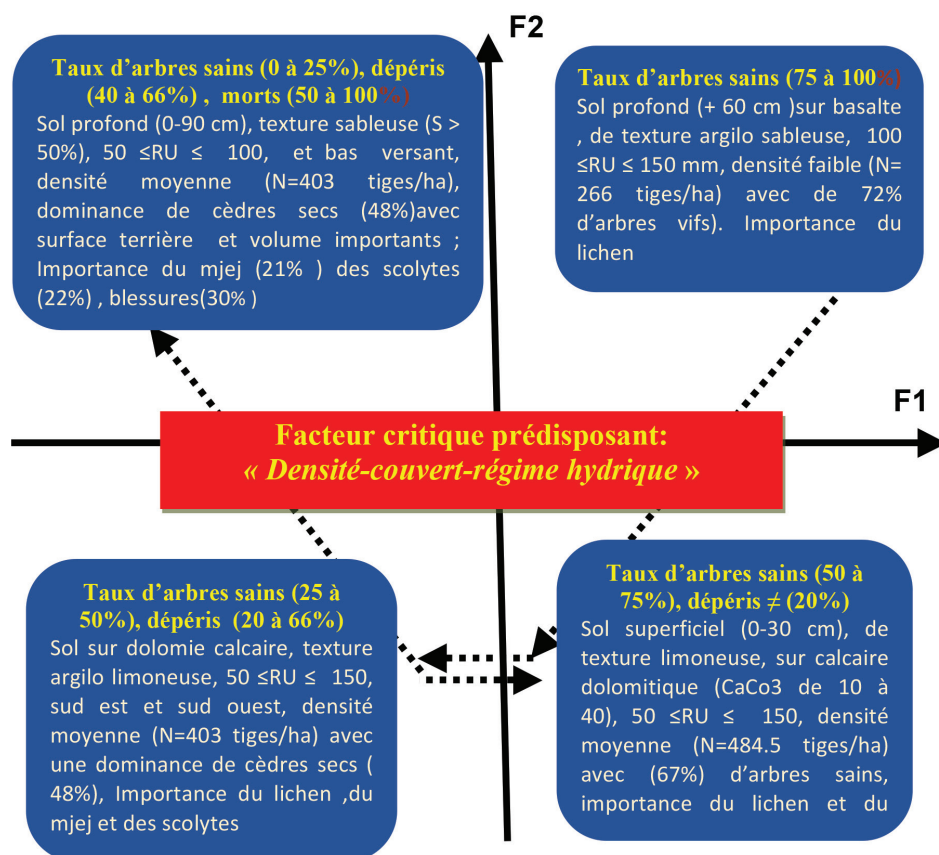 F2
Taux d’arbres sains (0 à 25%), dépéris
(40 à 66%) , morts (50 à 100%)
Sol profond (0-90 cm), texture sableuse (S >
50%), 50 ≤RU ≤ 100, et bas versant,
densité moyenne (N=403 tiges/ha),
dominance de cèdres secs (48%)avec
surface terrière et volume importants ;
Importance du mjej (21% ) des scolytes
(22%) , blessures(30% )
Taux d’arbres sains (75 à 100%)
Sol profond (+ 60 cm )sur basalte
, de texture argilo sableuse, 100
≤RU ≤ 150 mm, densité faible (N=
266 tiges/ha) avec de 72%
d’arbres vifs). Importance du
lichen
F1
Facteur critique prédisposant:
« Densité-couvert-régime hydrique »
Taux d’arbres sains (25 à
50%), dépéris (20 à 66%)
Sol sur dolomie calcaire, texture
argilo limoneuse, 50 ≤RU ≤ 150,
sud est et sud ouest, densité
moyenne (N=403 tiges/ha) avec
une dominance de cèdres secs (
48%), Importance du lichen ,du
mjej et des scolytes
Taux d’arbres sains (50 à
75%), dépéris ≠ (20%)
Sol superficiel (0-30 cm), de
texture limoneuse, sur calcaire
dolomitique (CaCo3 de 10 à
40), 50 ≤RU ≤ 150, densité
moyenne (N=484.5 tiges/ha)
avec (67%) d’arbres sains,
importance du lichen et du